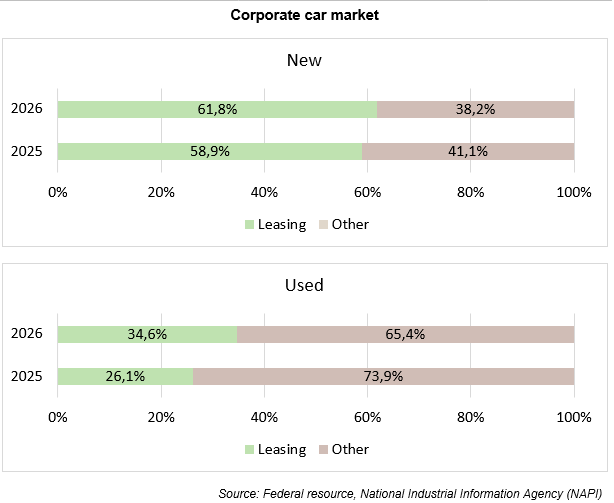 Corporate car market
New
2026 61,8% 38,2%
2025 58,9% 41,1%
0% 20% 40% 60% 80% 100%
Leasing Other
Used
2026 34,6% 65,4%
2025 26,1% 73,9%
0% 20% 40% 60% 80% 100%
Leasing Other
Source: Federal resource, National Industrial Information Agency (NAPI)